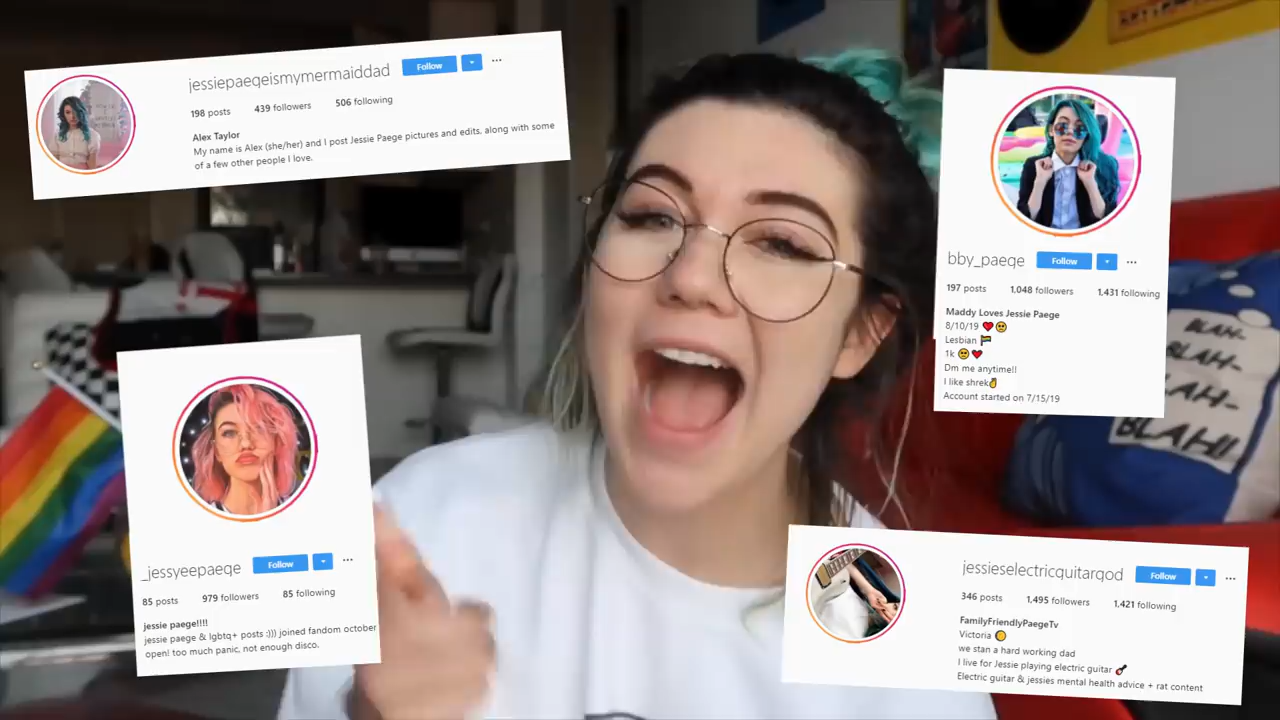 jessiepaegeismymermaiddad Follow
198 posts 439 followers 506 following
Alex Taylor
My name is Alex (she/her) and I post Jessie Paege pictures and edits, along with some
of a few other people I love.
bby_paege Follow
197 posts 1,048 followers 1,431 following
Maddy Loves Jessie Paege
8/10/19 ❤️🥺
Lesbian
1k 🥺❤️
Dm me anytime!!
I like shrek
Account started on 7/15/19
BLAH-
BLAH-
BLAH-
BLAH!
_jessyeepaege Follow
85 posts 979 followers 85 following
jessie paege!!!!
jessie paege & lgbtq+ posts :))) joined fandom october
open! too much panic, not enough disco.
jessieselectricguitargod Follow
346 posts 1,495 followers 1,421 following
FamilyFriendlyPaegeTv
Victoria
we stan a hard working dad
I live for Jessie playing electric guitar 🎸
Electric guitar & jessies mental health advice + rat content